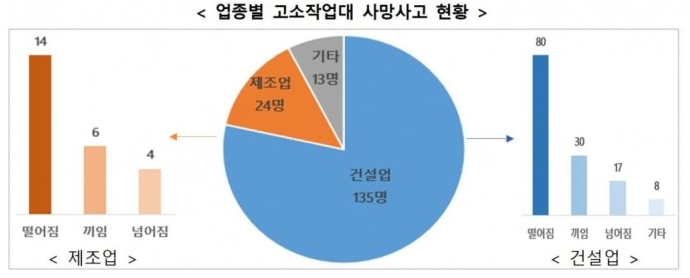 < 업종별 고소작업대 사망사고 현황 >
14
6
4
떨어짐 끼임 넘어짐
< 제조업 >
기타
13명
제조업
24명
건설업
135명
80
30
17
8
떨어짐 끼임 넘어짐 기타
< 건설업 >